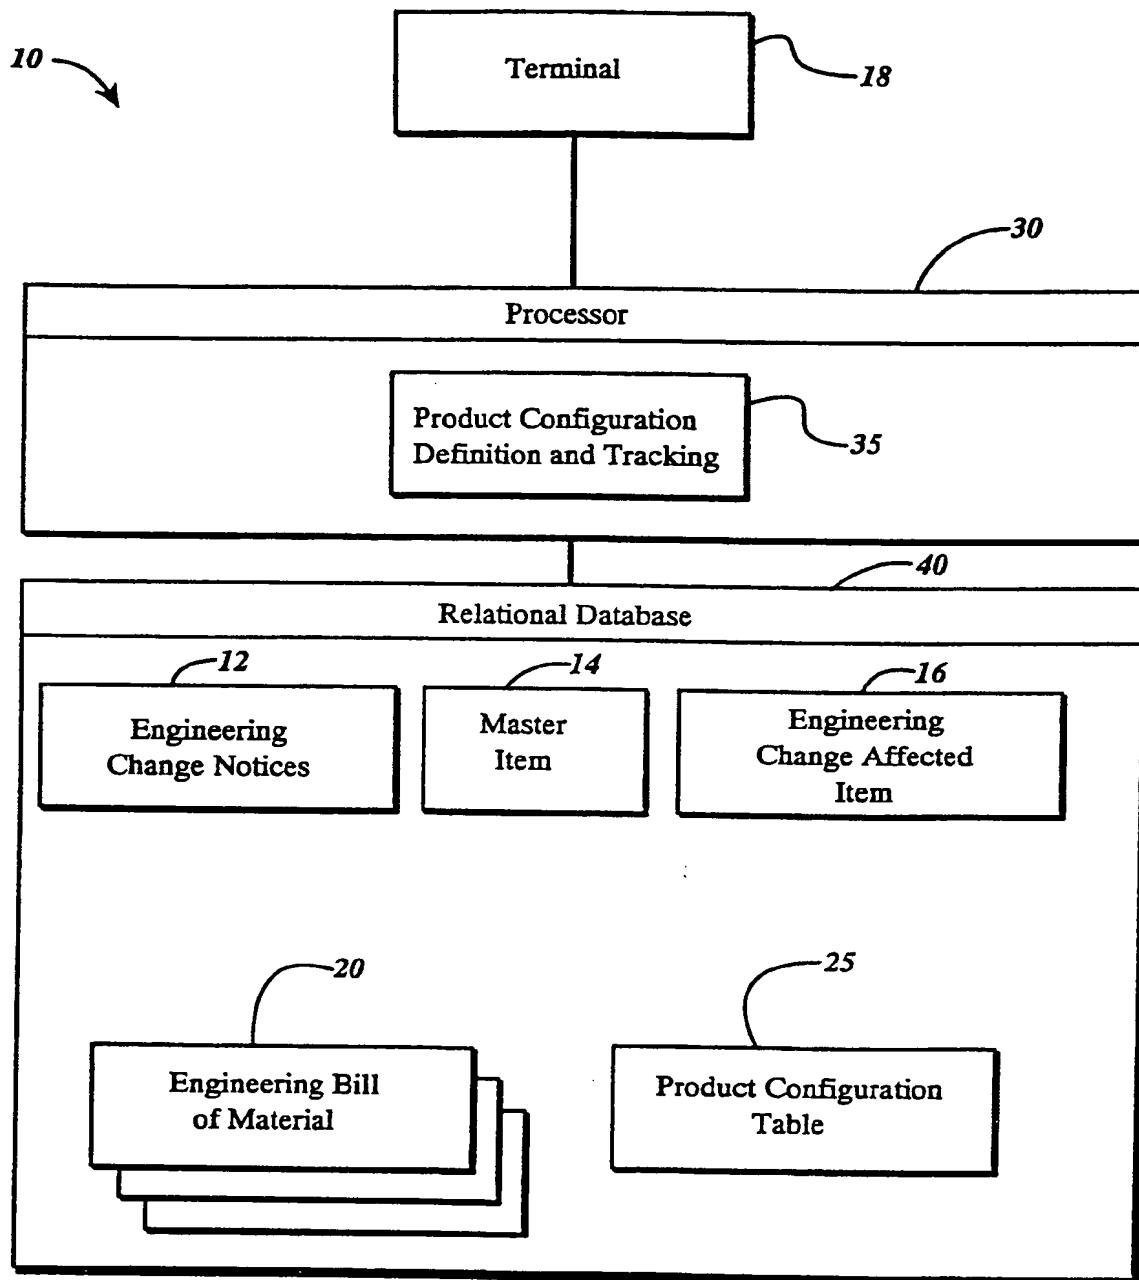 10
Terminal
18
30
Processor
Product Configuration
Definition and Tracking
35
40
Relational Database
12
14
16
Engineering
Change Notices
Master
Item
Engineering
Change Affected
Item
20
25
Engineering Bill
of Material
Product Configuration
Table